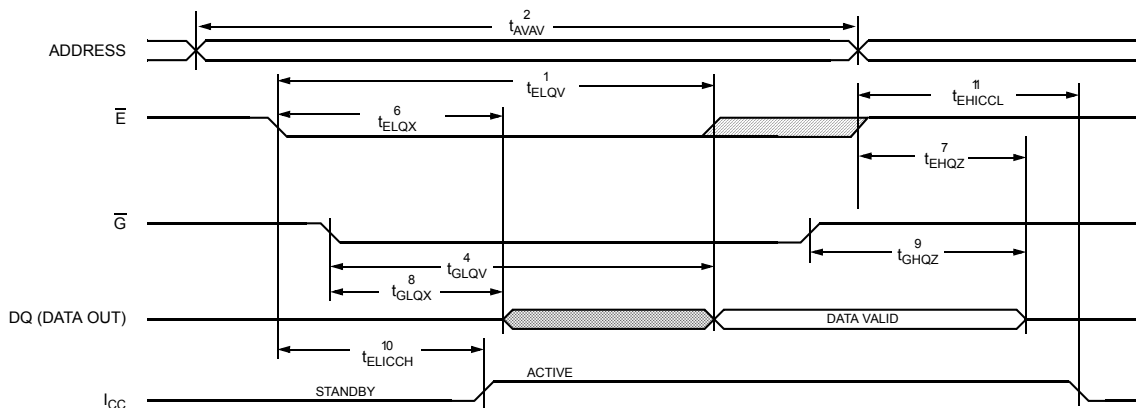 2
tAVAV
ADDRESS
1
tELQV
11
tEHICCL
6
tELQX
E̅
7
tEHQZ
G̅
9
tGHQZ
4
tGLQV
8
tGLQX
DQ (DATA OUT)
DATA VALID
10
tELICCH
ACTIVE
STANDBY
ICC